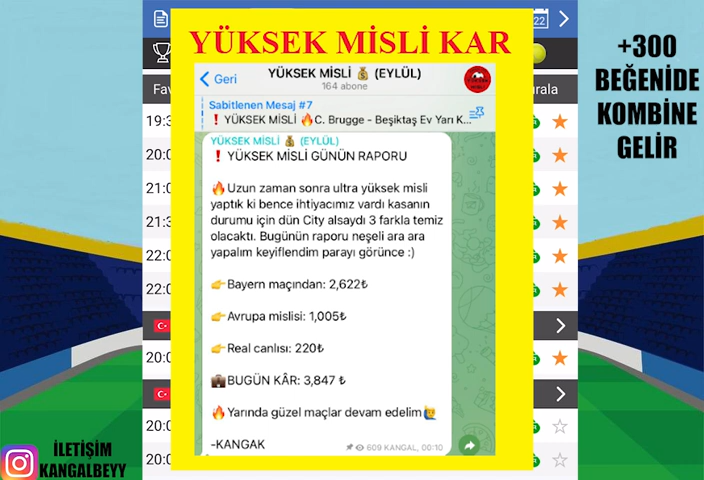 YÜKSEK MİSLİ KAR
+300
BEĞENİDE
KOMBİNE
GELİR
22
Geri
YÜKSEK MİSLİ 💰 (EYLÜL)
164 abone
Sabitlenen Mesaj #7
❗ YÜKSEK MİSLİ 🔥C. Brugge - Beşiktaş Ev Yarı K...
YÜKSEK MİSLİ 💰 (EYLÜL)
❗ YÜKSEK MİSLİ GÜNÜN RAPORU
🔥Uzun zaman sonra ultra yüksek misli
yaptık ki bence ihtiyacımız vardı kasanın
durumu için dün City alsaydı 3 farkla temiz
olacaktı. Bugünün raporu neşeli ara ara
yapalım keyiflendim parayı görünce :)
👉Bayern maçından: 2,622₺
👉Avrupa mislisi: 1,005₺
👉Real canlısı: 220₺
💼BUGÜN KÂR: 3,847 ₺
🔥Yarında güzel maçlar devam edelim🙋‍♂️
-KANGAK
609 KANGAL, 00:10
Fav
ırala
19:3
20:0
21:0
21:3
22:0
22:0
20:0
20:0
20:0
İLETİŞİM
KANGALBEYY